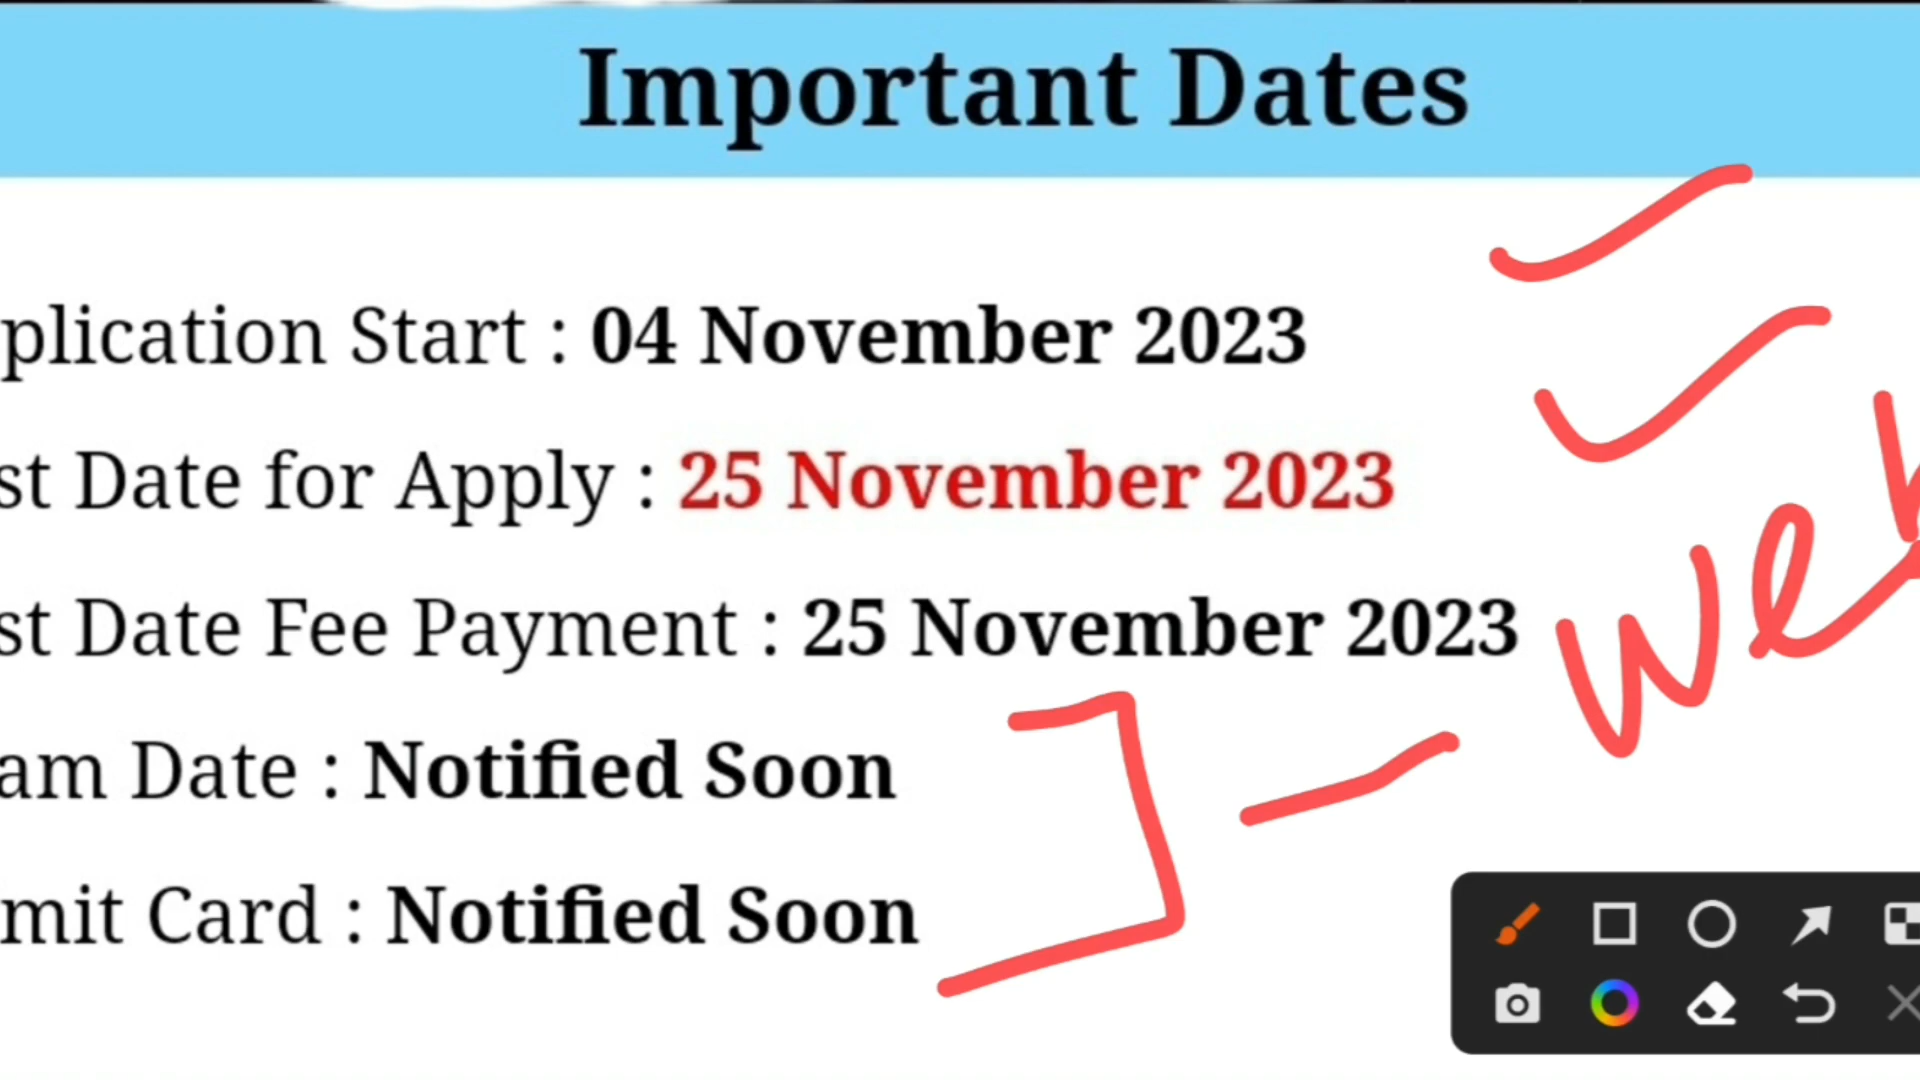 Important Dates
plication Start : 04 November 2023
st Date for Apply : 25 November 2023
st Date Fee Payment : 25 November 2023
am Date : Notified Soon
mit Card : Notified Soon